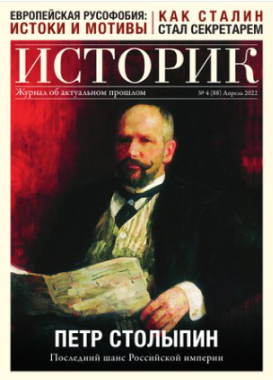 ЕВРОПЕЙСКАЯ РУСОФОБИЯ:
ИСТОКИ И МОТИВЫ
КАК СТАЛИН
СТАЛ СЕКРЕТАРЕМ
ИСТОРИК
Журнал об актуальном прошлом
№ 4 (88) Апрель 2022
ПЕТР СТОЛЫПИН
Последний шанс Российской империи